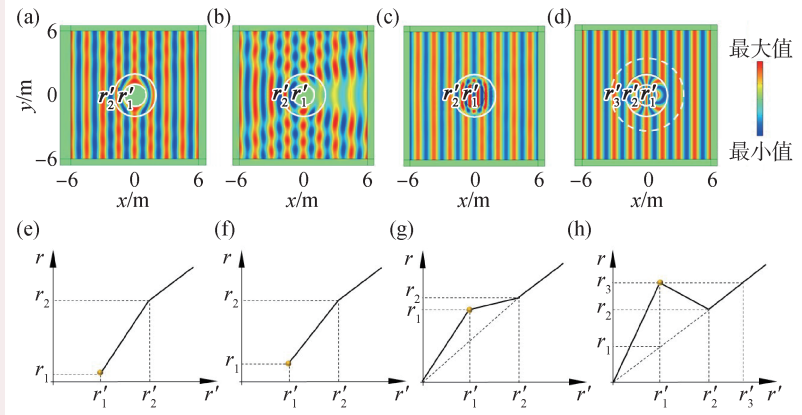 (a) (b) (c) (d)
6
0
−6
y/m
r′2 r′1
r′2 r′1
r′2 r′1
r′3 r′2 r′1
最大值
最小值
−6 0 6 −6 0 6 −6 0 6 −6 0 6
x/m x/m x/m x/m
(e) (f) (g) (h)
r r r r
r2 r2 r2 r3
r1 r1 r1 r2
r1
r′1 r′2 r′ r′1 r′2 r′ r′1 r′2 r′ r′1 r′2 r′3 r′